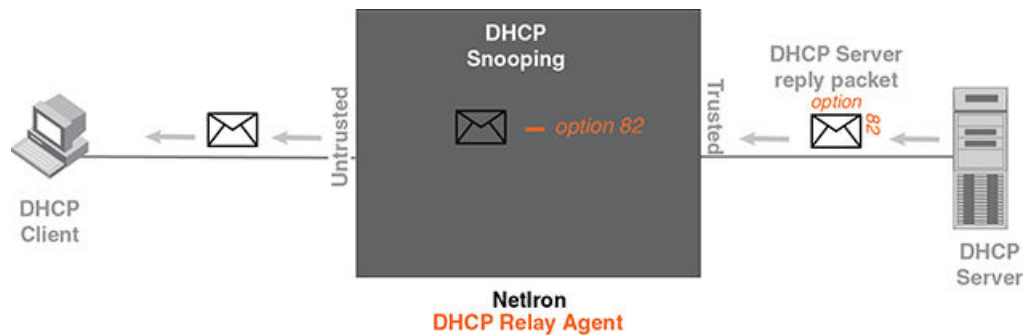 DHCP
Snooping
DHCP Server
reply packet
option
82
– option 82
Untrusted
Trusted
DHCP
Client
DHCP
Server
NetIron
DHCP Relay Agent